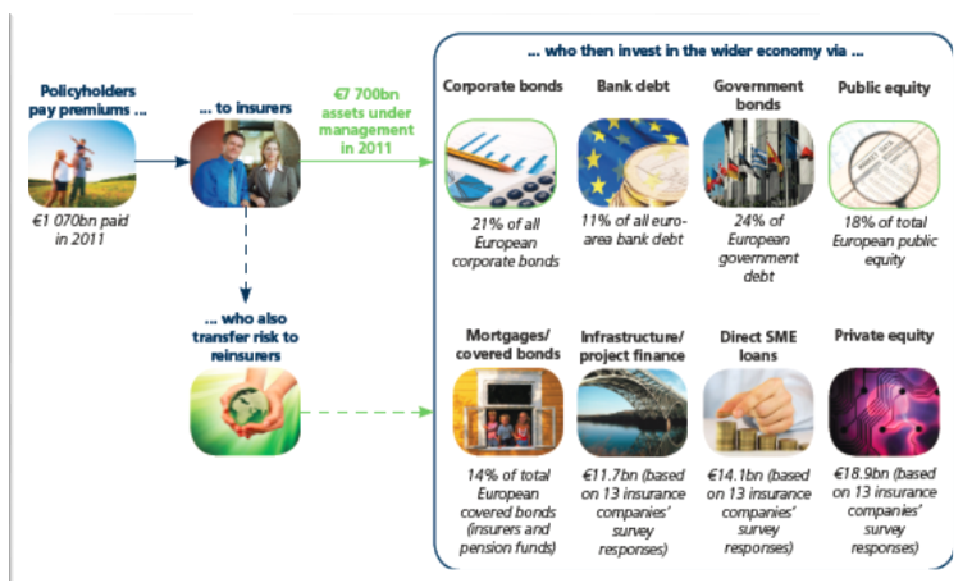 ... who then invest in the wider economy via ...
Policyholders
pay premiums ...
... to insurers
€7 700bn
assets under
management
in 2011
€1 070bn paid
in 2011
Corporate bonds
21% of all
European
corporate bonds
Bank debt
11% of all euro-
area bank debt
Government
bonds
24% of
European
government
debt
Public equity
18% of total
European public
equity
... who also
transfer risk to
reinsurers
Mortgages/
covered bonds
14% of total
European
covered bonds
(insurers and
pension funds)
Infrastructure/
project finance
€11.7bn (based
on 13 insurance
companies’
survey
responses)
Direct SME
loans
€14.1bn (based
on 13 insurance
companies’
survey
responses)
Private equity
€18.9bn (based
on 13 insurance
companies’
survey
responses)